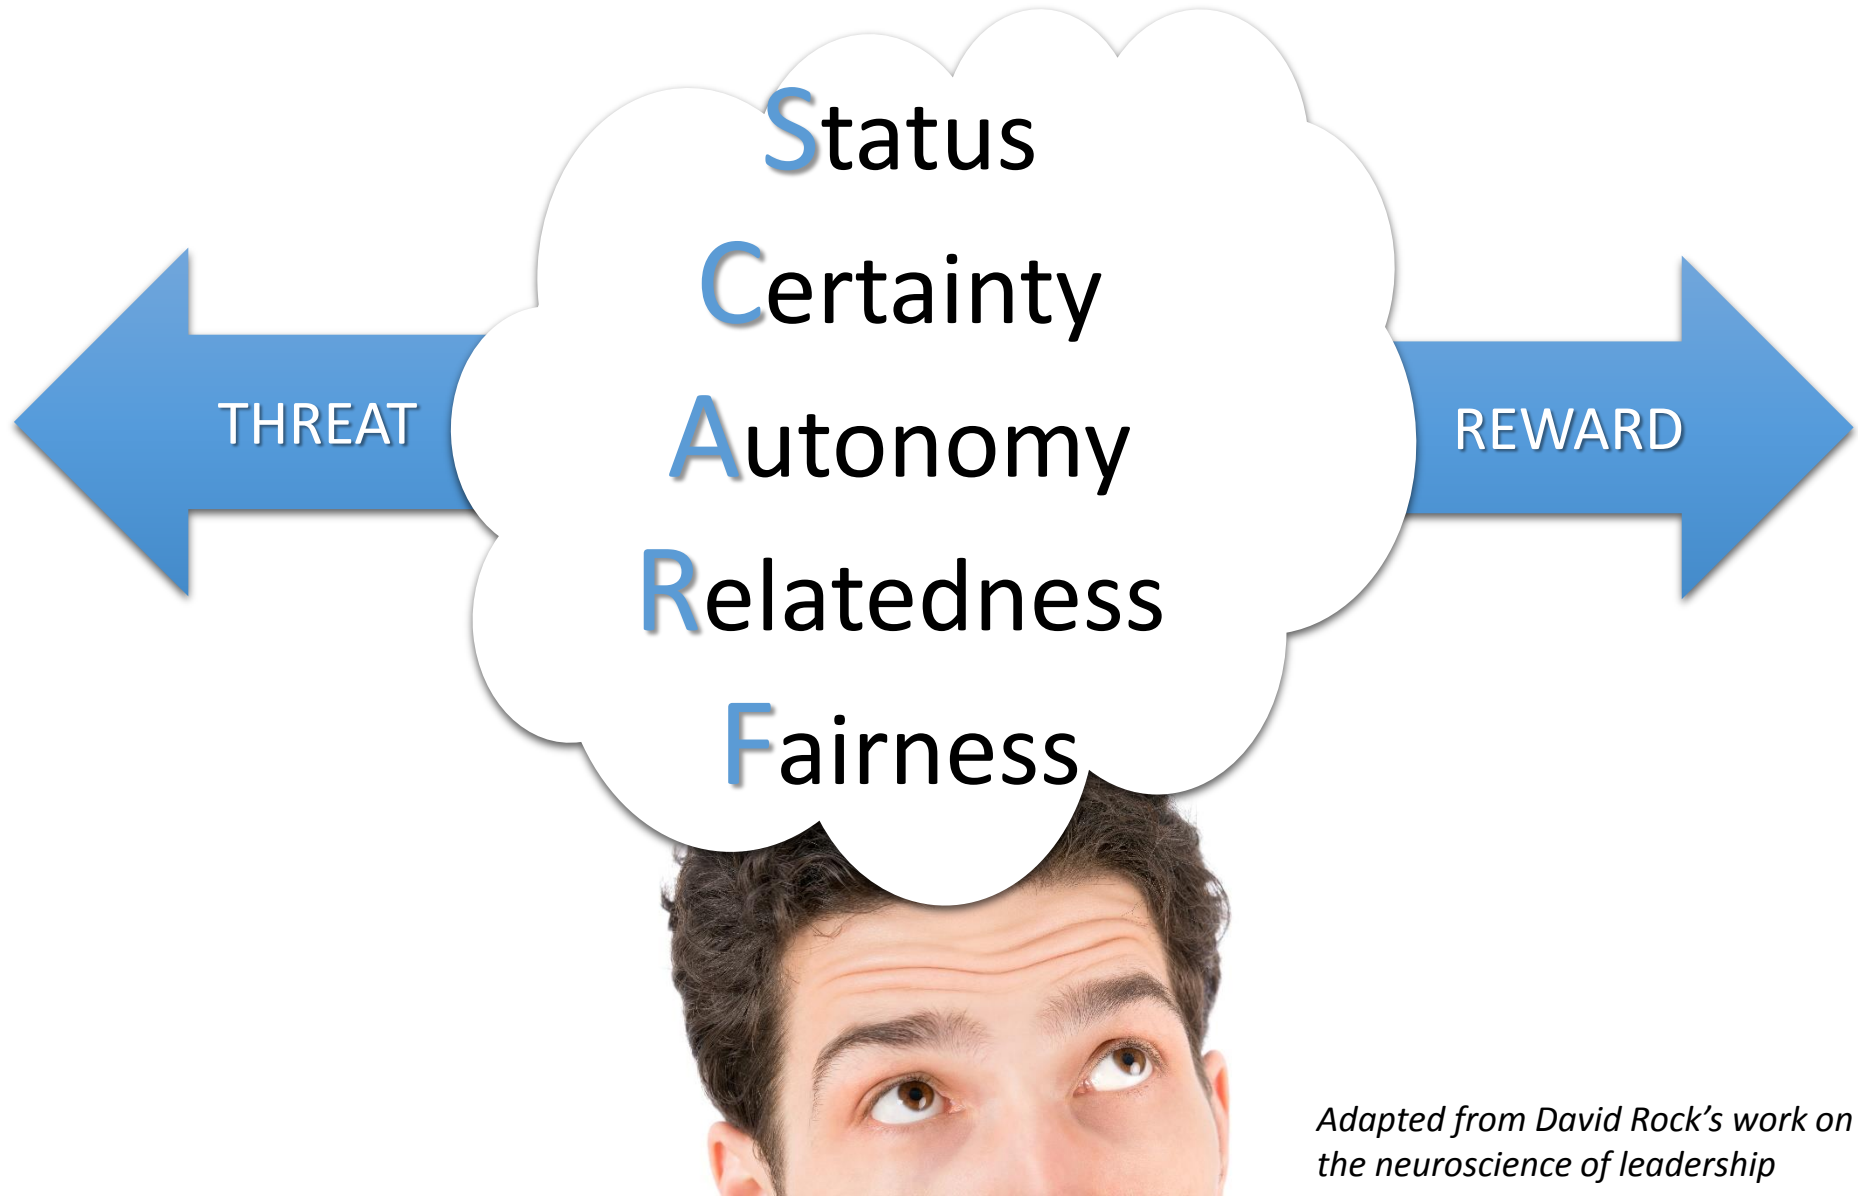 Status
Certainty
THREAT
Autonomy
REWARD
Relatedness
Fairness
Adapted from David Rock’s work on
the neuroscience of leadership